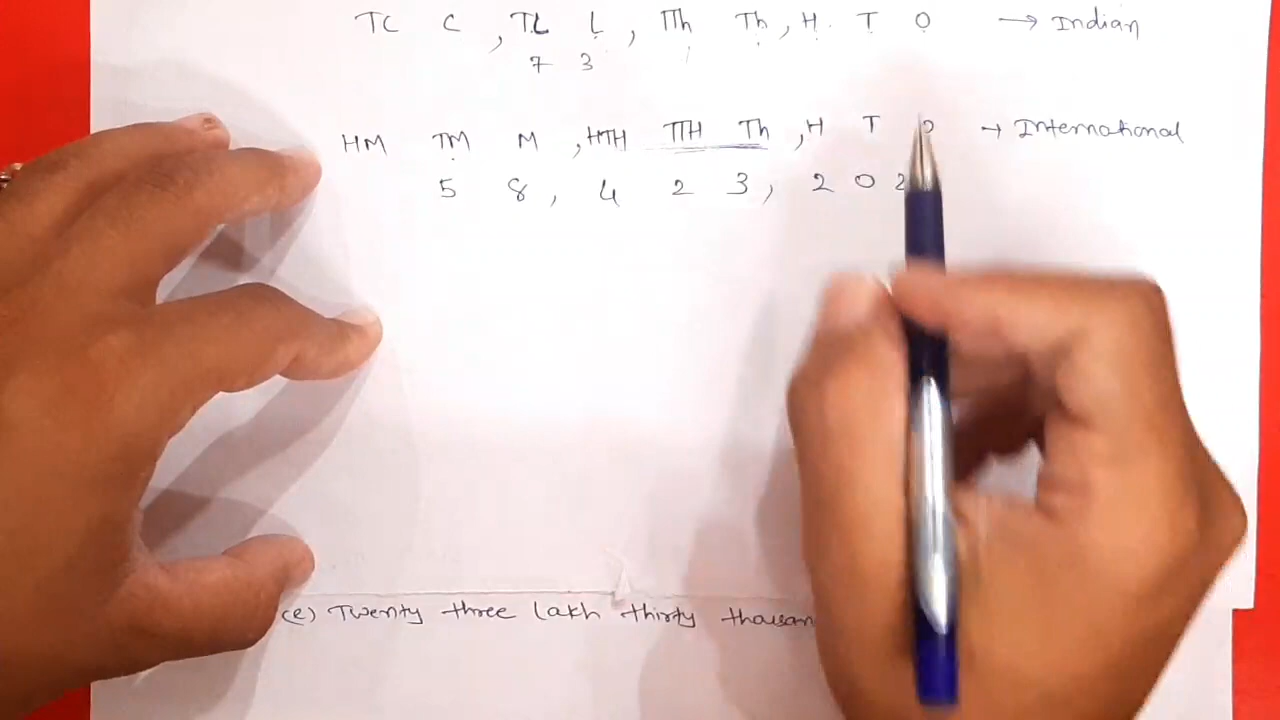 TC C , TL L , TTh Th , H T O → Indian
7 3
HM TM M , HTH TTH Th , H T O → International
5 8 , 4 2 3 , 2 0 2
(e) Twenty three lakh thirty